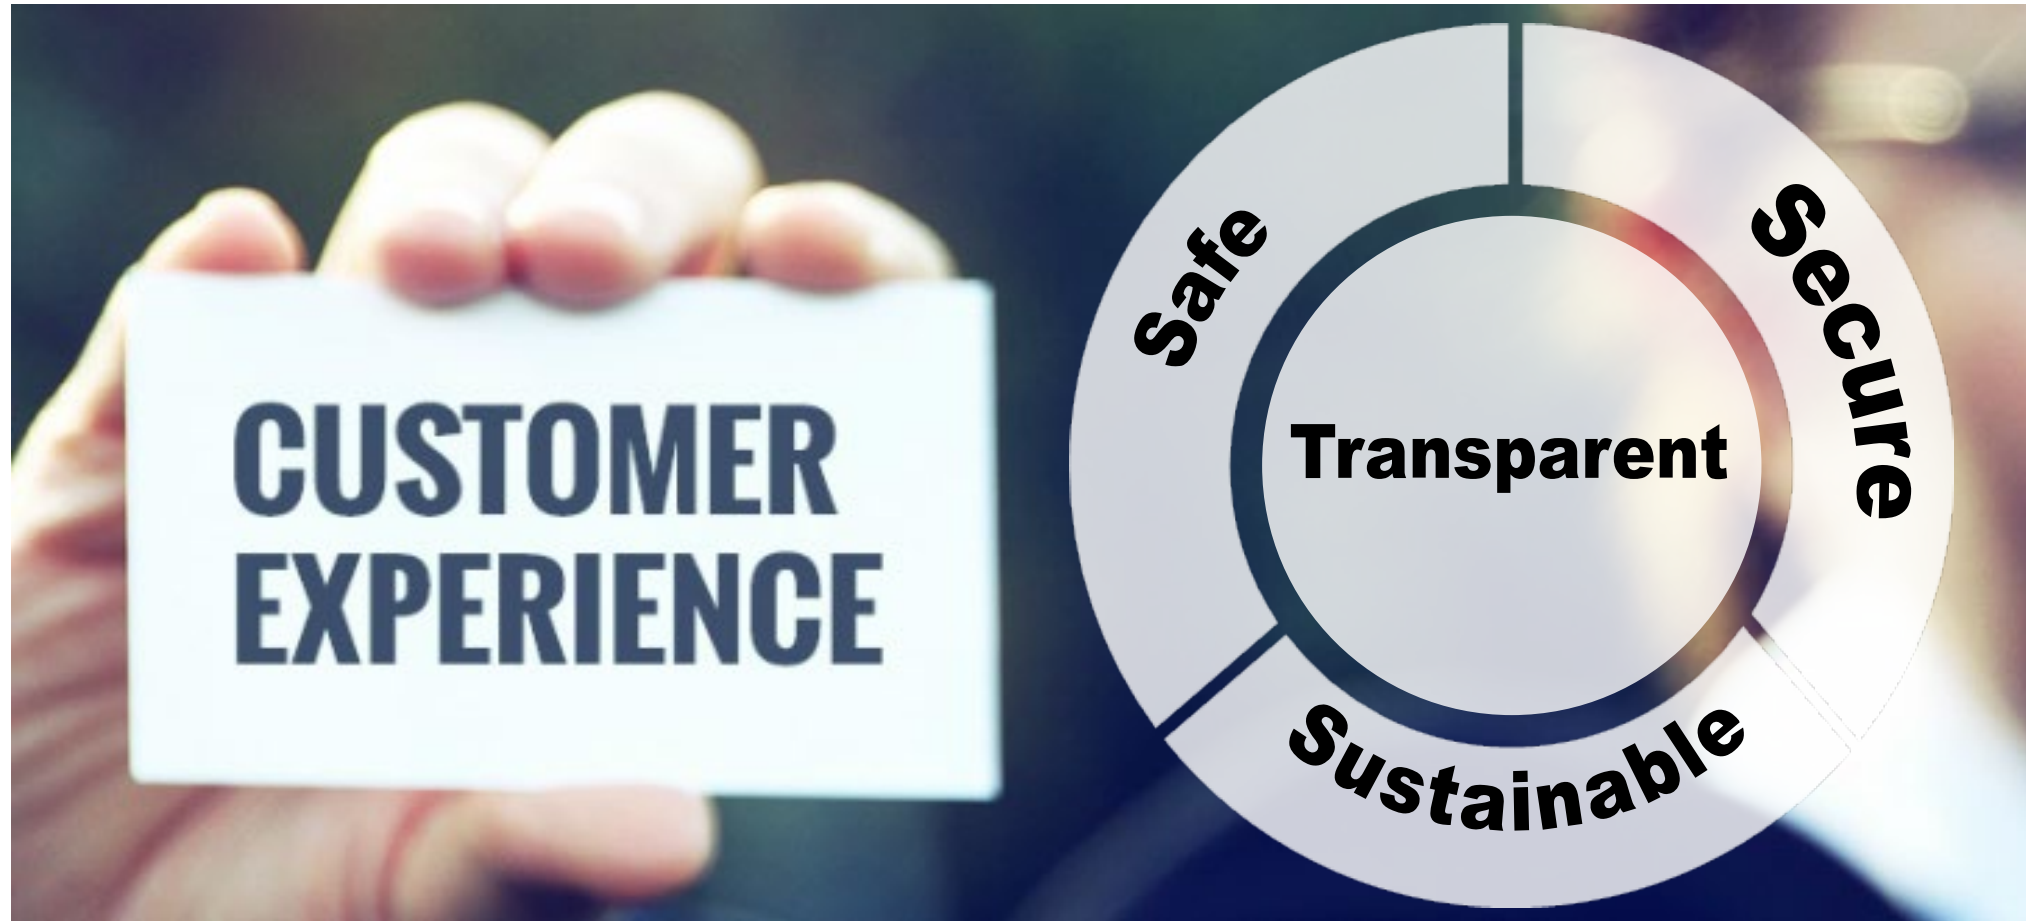 CUSTOMER
EXPERIENCE
Safe
Secure
Transparent
Sustainable